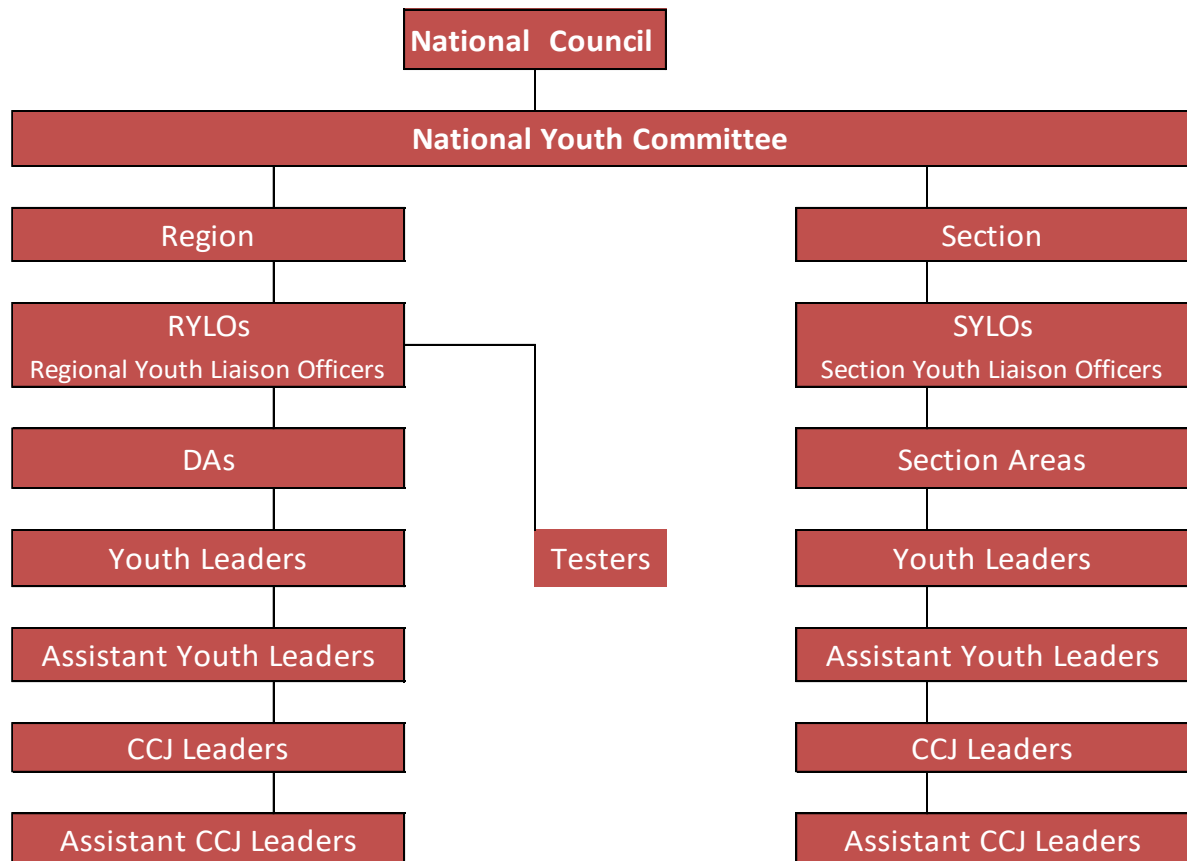 National Council
National Youth Committee
Region
Section
RYLOs
Regional Youth Liaison Officers
SYLOs
Section Youth Liaison Officers
DAs
Section Areas
Youth Leaders
Testers
Youth Leaders
Assistant Youth Leaders
Assistant Youth Leaders
CCJ Leaders
CCJ Leaders
Assistant CCJ Leaders
Assistant CCJ Leaders